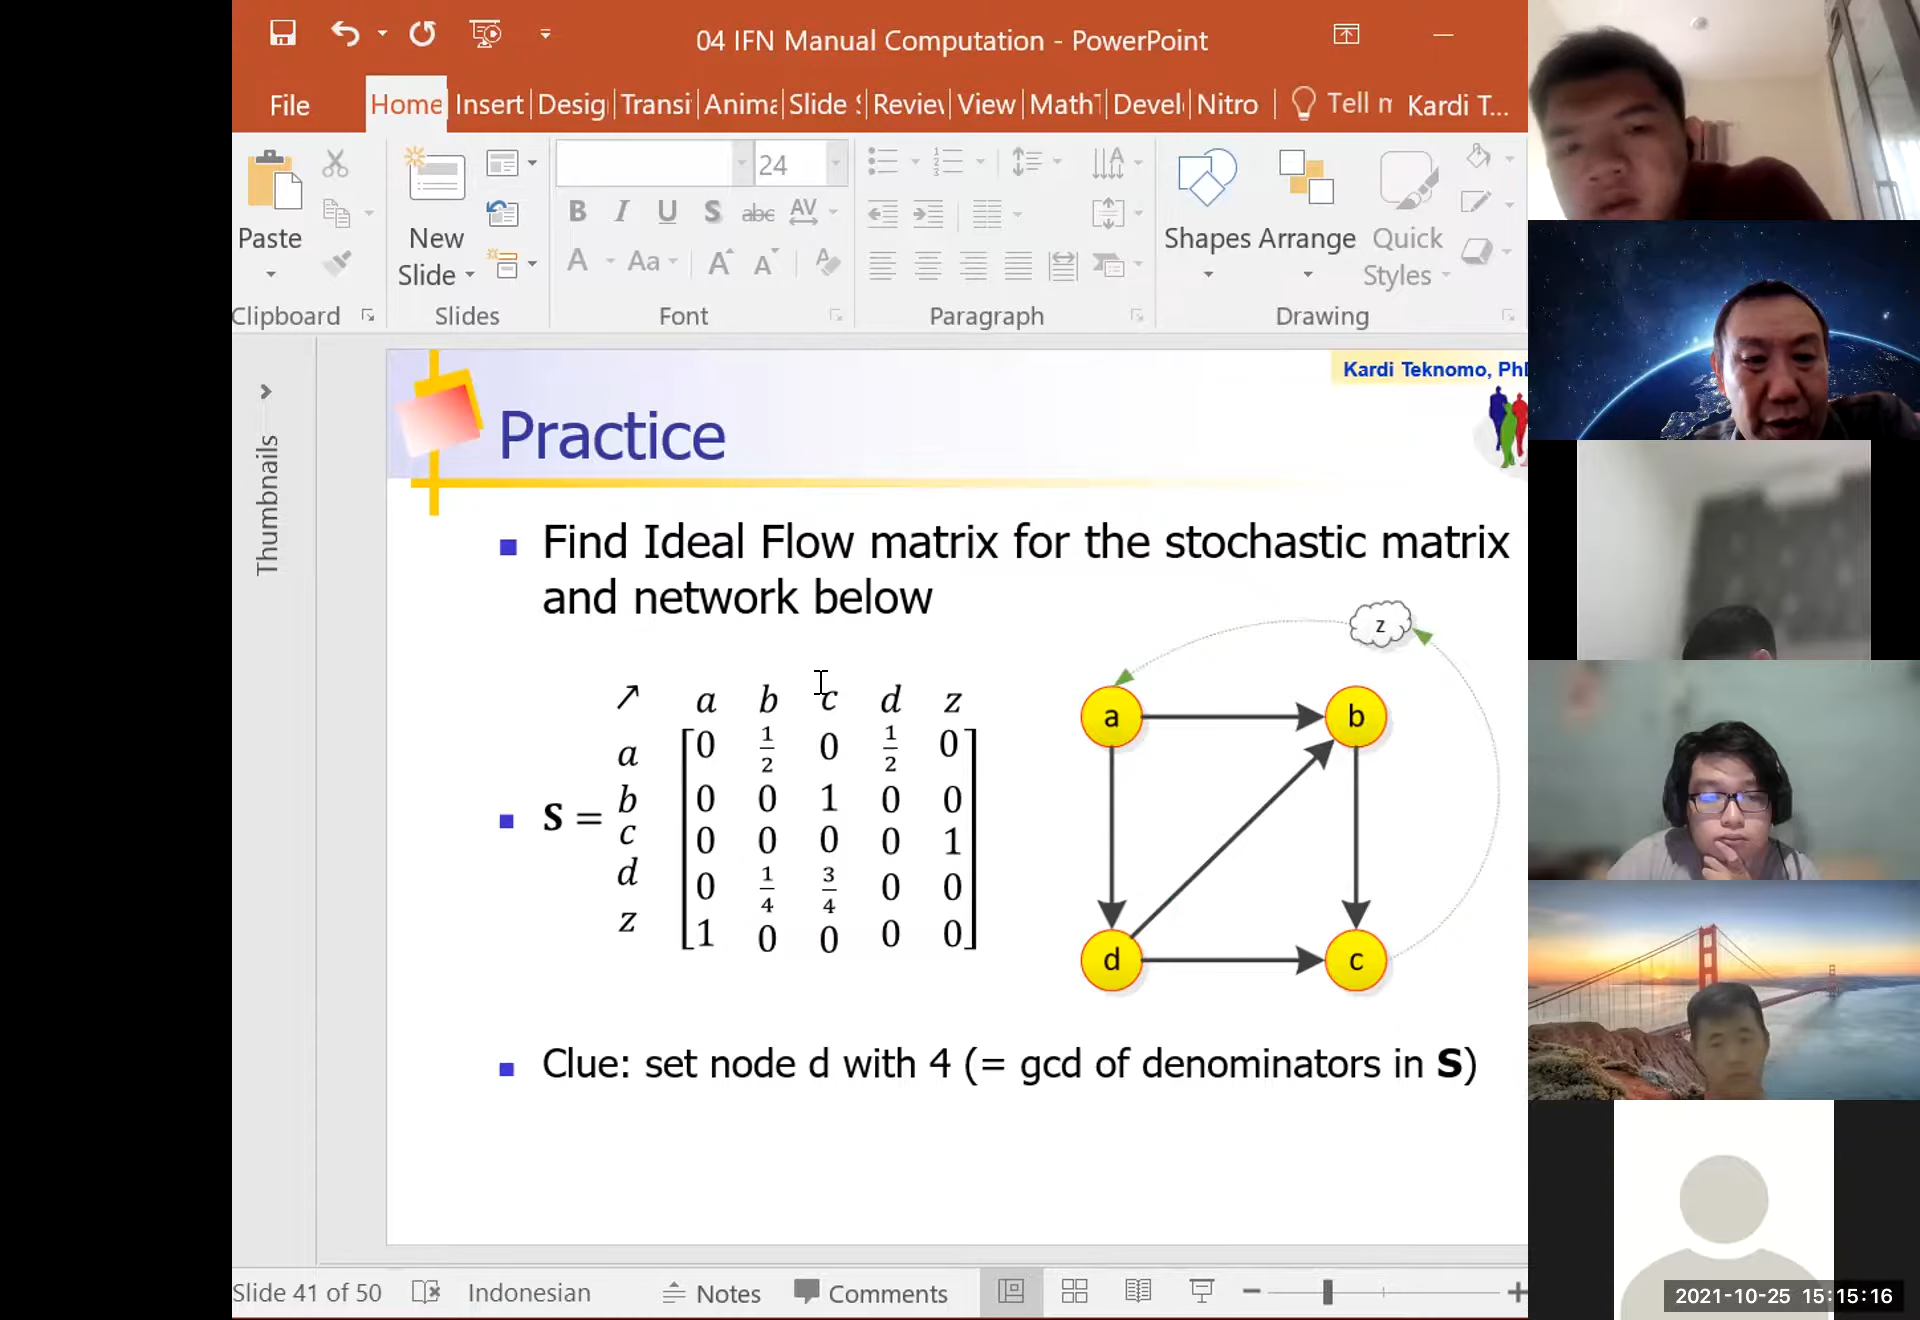 04 IFN Manual Computation - PowerPoint
File Home Insert Desig Transi Anima Slide Review View Math Devel Nitro Tell m Kardi T...
24
B I U S abc AV
Paste New Slide
A Aa A A
Shapes Arrange Quick Styles
Clipboard Slides Font Paragraph Drawing
Thumbnails
Kardi Teknomo, PhD
Practice
Find Ideal Flow matrix for the stochastic matrix
and network below
z
↗ a b c d z
a 0 1/2 0 1/2 0
b 0 0 1 0 0
S = c 0 0 0 0 1
d 0 1/4 3/4 0 0
z 1 0 0 0 0
a b
d c
Clue: set node d with 4 (= gcd of denominators in S)
Slide 41 of 50 Indonesian Notes Comments
2021-10-25 15:15:16